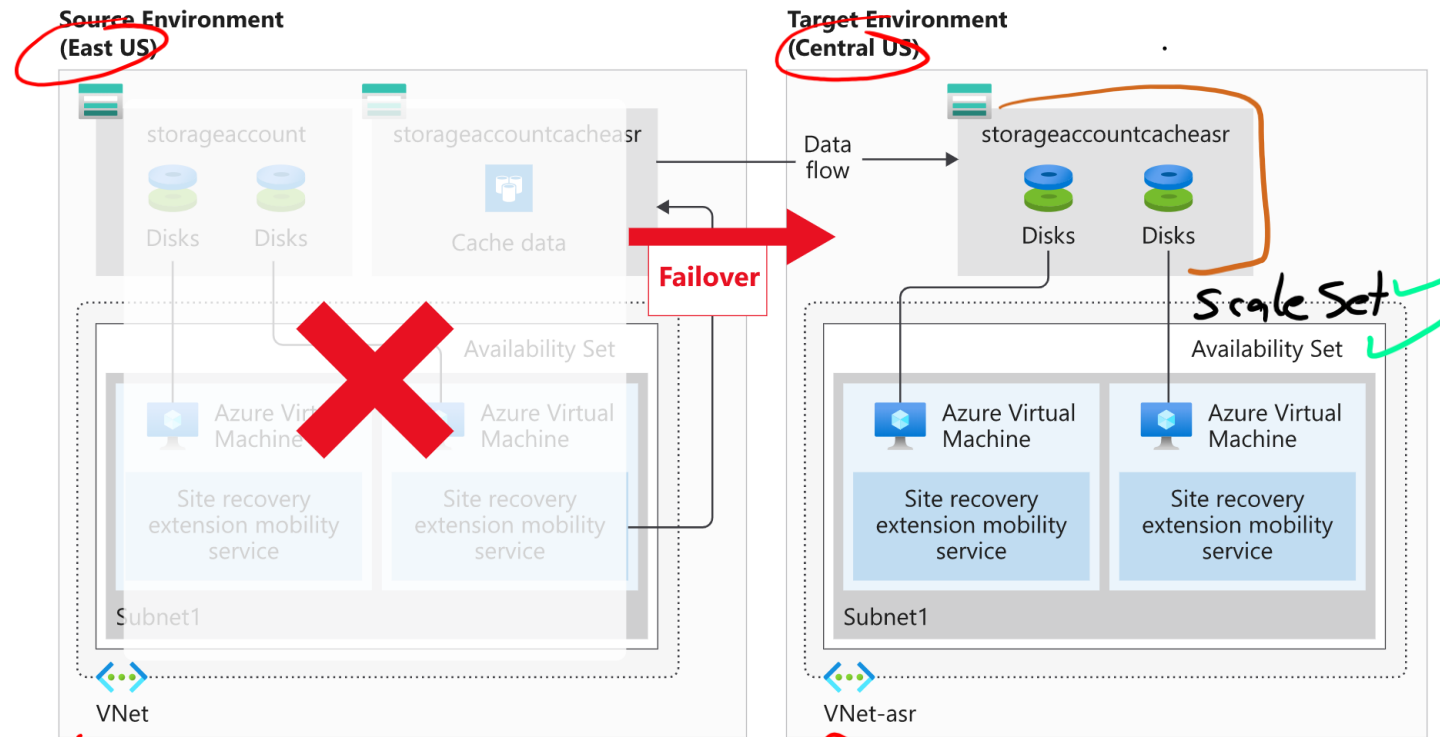 Source Environment
(East US)
storageaccount
Disks
Disks
storageaccountcacheasr
Cache data
Availability Set
Azure Virt
Machine
Site recovery
extension mobility
service
Azure Virtual
Machine
Site recovery
extension mobility
service
Subnet1
VNet
Data
flow
Failover
Target Environment
(Central US)
storageaccountcacheasr
Disks
Disks
Scale Set
Availability Set
Azure Virtual
Machine
Site recovery
extension mobility
service
Azure Virtual
Machine
Site recovery
extension mobility
service
Subnet1
VNet-asr